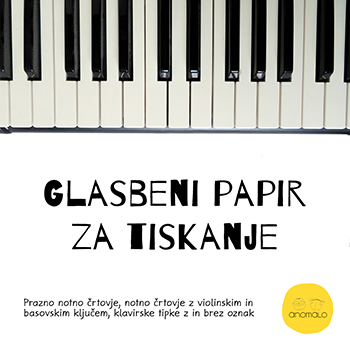 GLASBENI PAPIR
ZA TISKANJE
Prazno notno črtovje, notno črtovje z violinskim in
basovskim ključem, klavirske tipke z in brez oznak
anomalo